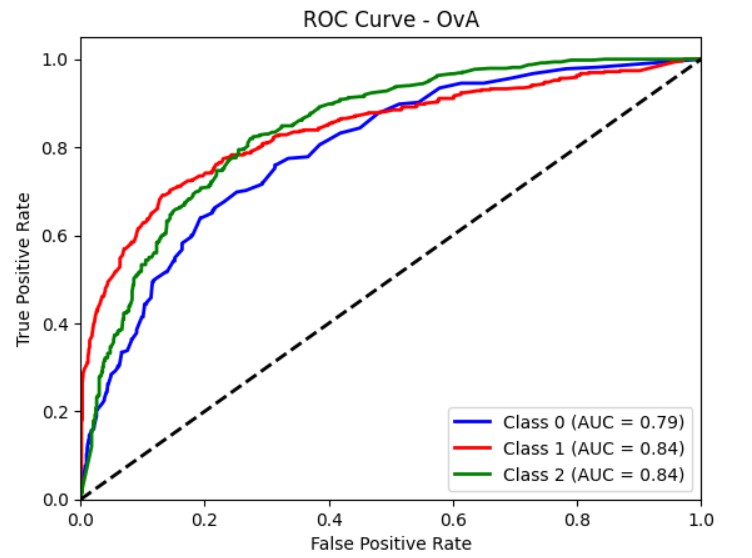 ROC Curve - OvA
True Positive Rate
1.0
0.8
0.6
0.4
0.2
0.0
Class 0 (AUC = 0.79)
Class 1 (AUC = 0.84)
Class 2 (AUC = 0.84)
0.0 0.2 0.4 0.6 0.8 1.0
False Positive Rate